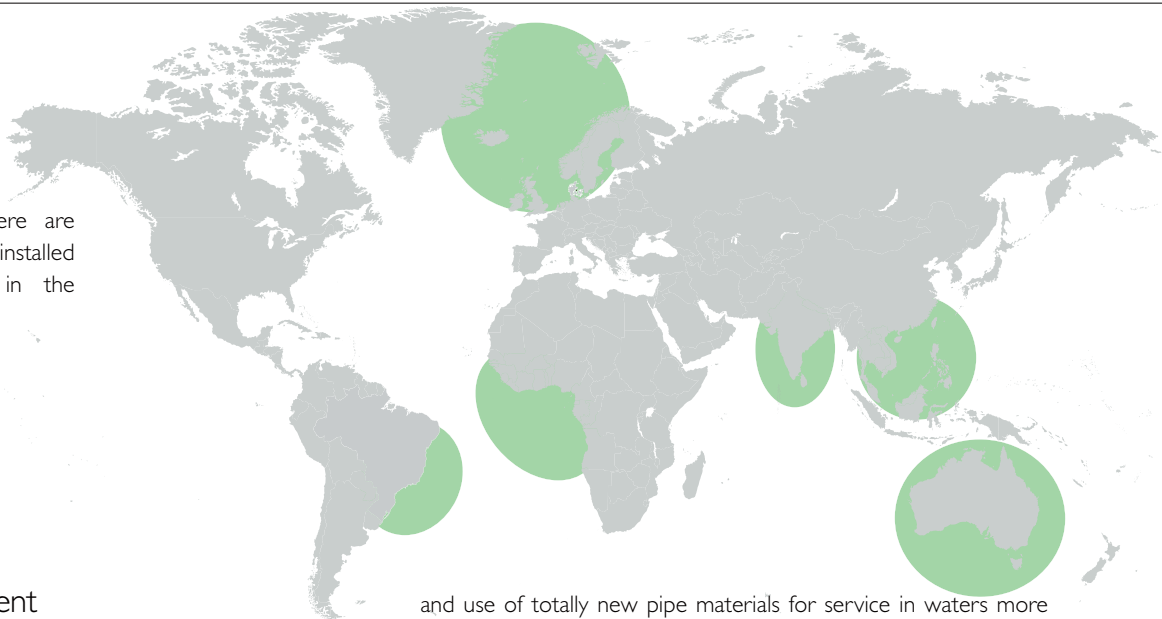 ere are
installed
in the
ent
and use of totally new pipe materials for service in waters more